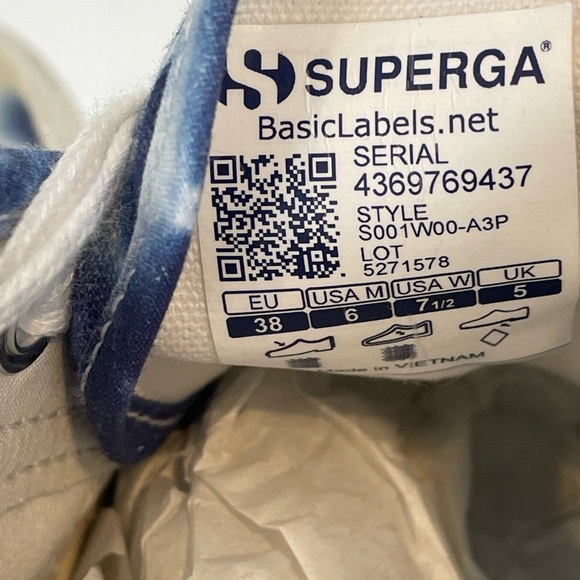 S SUPERGA®
BasicLabels.net
SERIAL
4369769437
STYLE
S001W00-A3P
LOT
5271578
EU USA M USA W UK
38 6 7 1/2 5
Made in VIETNAM